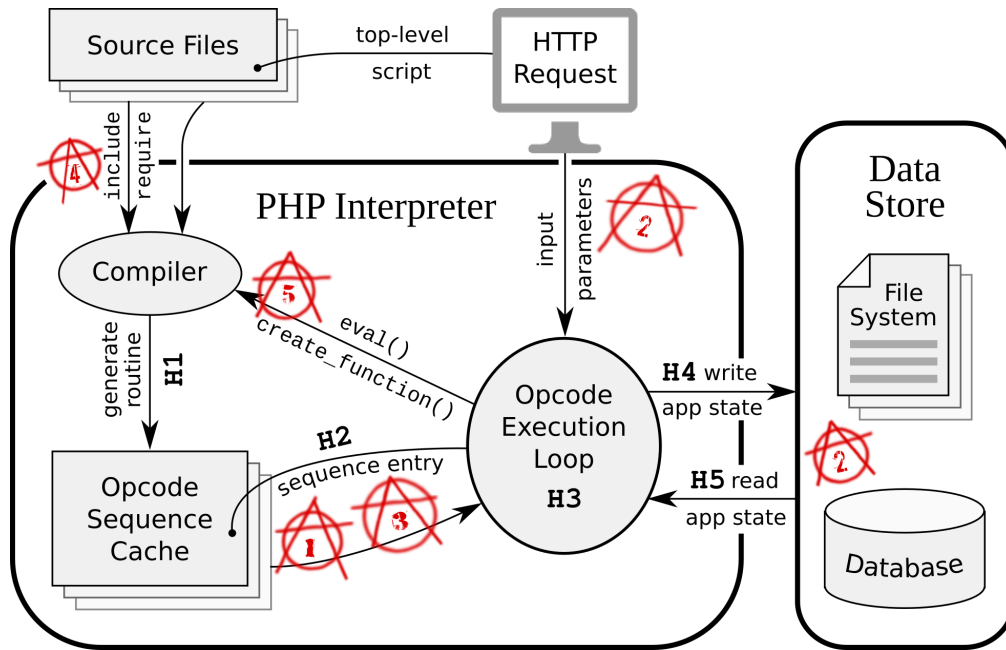 Source Files
top-level
script
HTTP
Request
include
require
4
PHP Interpreter
input
parameters
2
Data
Store
Compiler
5
eval()
create_function()
File
System
generate
routine
H1
Opcode
Execution
Loop
H3
H4 write
app state
H2
sequence entry
2
H5 read
app state
Opcode
Sequence
Cache
1
3
Database